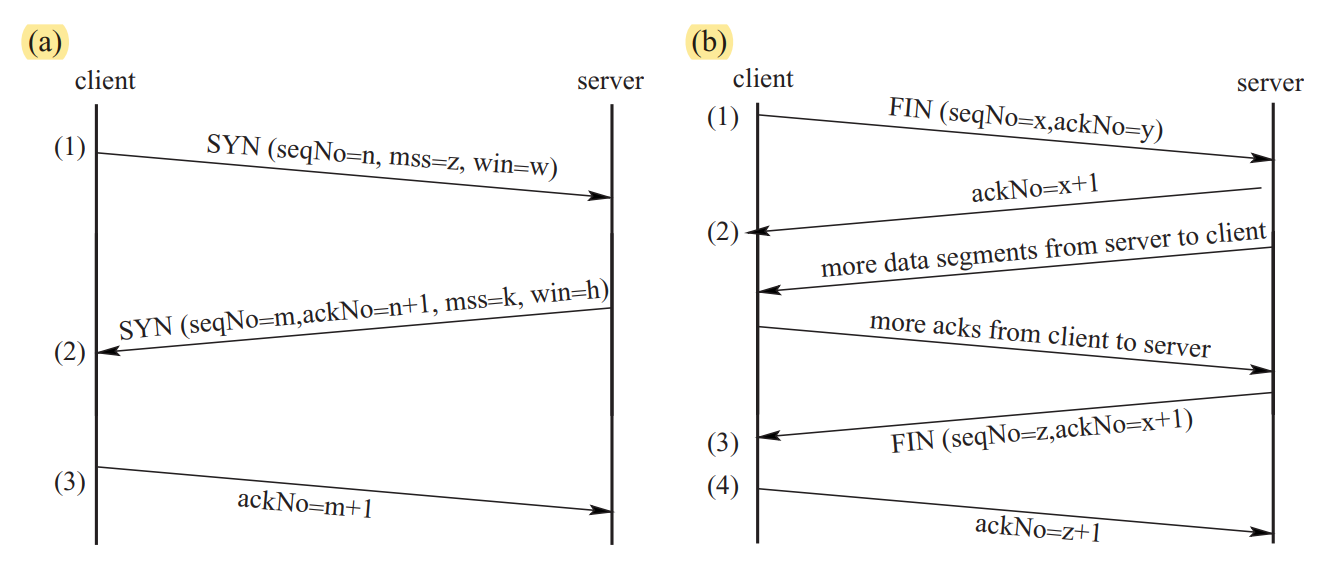 (a)
client
server
(1)
SYN (seqNo=n, mss=z, win=w)
SYN (seqNo=m,ackNo=n+1, mss=k, win=h)
(2)
(3)
ackNo=m+1
(b)
client
server
(1)
FIN (seqNo=x,ackNo=y)
ackNo=x+1
(2)
more data segments from server to client
more acks from client to server
(3)
FIN (seqNo=z,ackNo=x+1)
(4)
ackNo=z+1